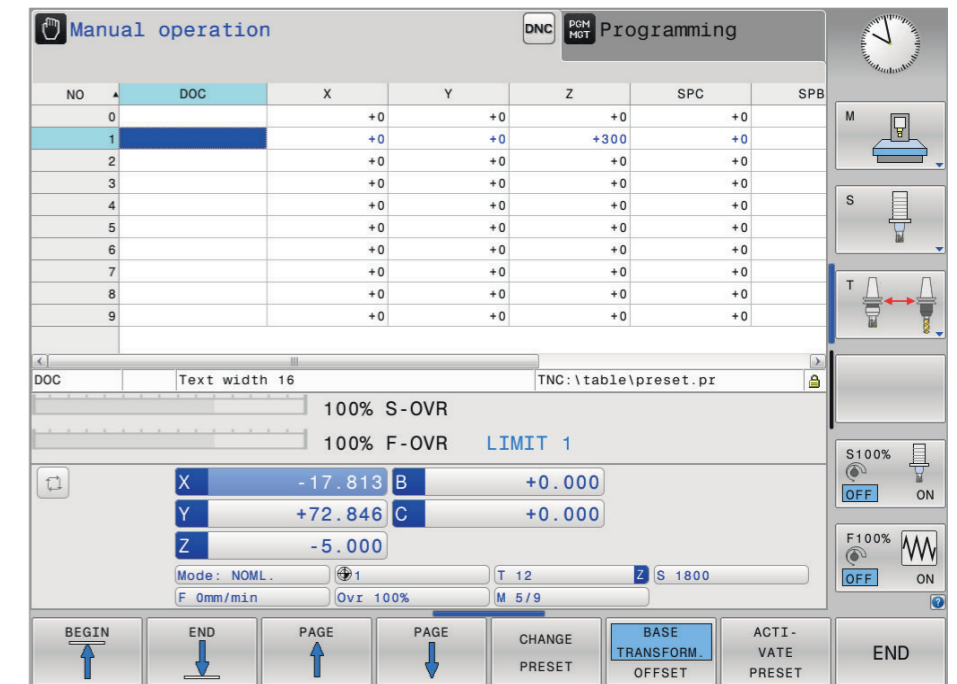 Manual operation DNC PGM MGT Programming
NO DOC X Y Z SPC SPB
0 +0 +0 +0 +0
1 +0 +0 +300 +0
2 +0 +0 +0 +0
3 +0 +0 +0 +0
4 +0 +0 +0 +0
5 +0 +0 +0 +0
6 +0 +0 +0 +0
7 +0 +0 +0 +0
8 +0 +0 +0 +0
9 +0 +0 +0 +0
DOC Text width 16 TNC:\table\preset.pr
100% S-OVR
100% F-OVR LIMIT 1
X -17.813 B +0.000
Y +72.846 C +0.000
Z -5.000
Mode: NOML. 1 T 12 Z S 1800
F 0mm/min Ovr 100% M 5/9
M
S
T
S100%
OFF ON
F100%
OFF ON
?
BEGIN
END
PAGE
PAGE
CHANGE
PRESET
BASE
TRANSFORM.
OFFSET
ACTI-
VATE
PRESET
END